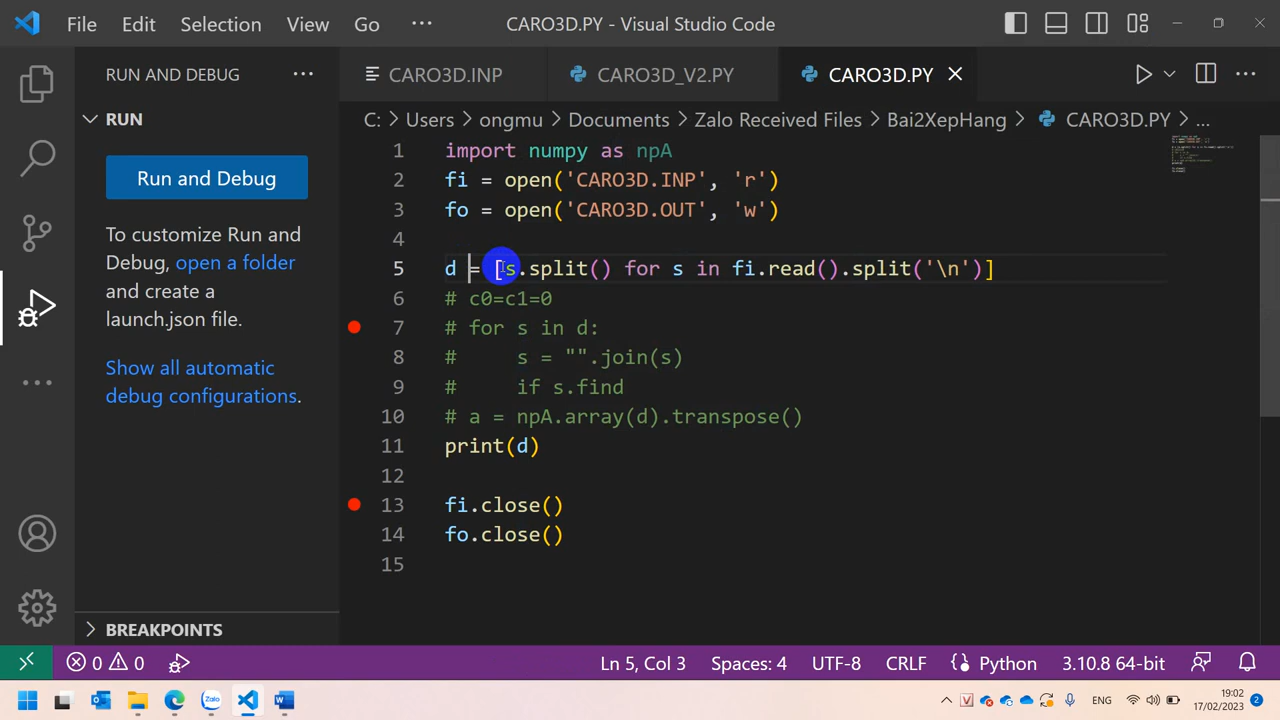 File Edit Selection View Go ··· CARO3D.PY - Visual Studio Code
RUN AND DEBUG ···
CARO3D.INP CARO3D_V2.PY CARO3D.PY
RUN
C: > Users > ongmu > Documents > Zalo Received Files > Bai2XepHang > CARO3D.PY > ...
Run and Debug
To customize Run and
Debug, open a folder
and create a
launch.json file.
Show all automatic
debug configurations.
BREAKPOINTS
1 import numpy as npA
2 fi = open('CARO3D.INP', 'r')
3 fo = open('CARO3D.OUT', 'w')
4
5 d = [s.split() for s in fi.read().split('\n')]
6 # c0=c1=0
7 # for s in d:
8 #     s = "".join(s)
9 #     if s.find
10 # a = npA.array(d).transpose()
11 print(d)
12
13 fi.close()
14 fo.close()
15
0 0 Ln 5, Col 3 Spaces: 4 UTF-8 CRLF Python 3.10.8 64-bit
Zalo W V ENG 19:02
17/02/2023 2